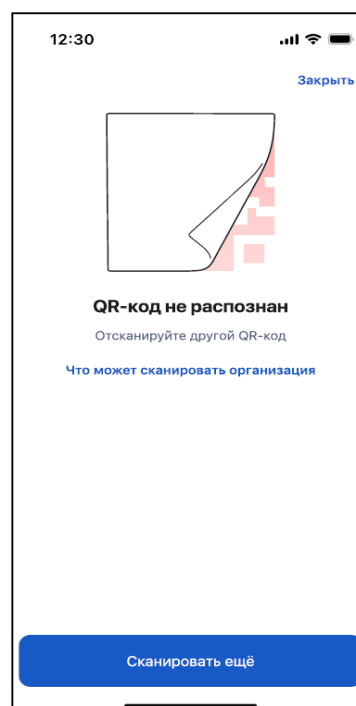 12:30
Закрыть
QR-код не распознан
Отсканируйте другой QR-код
Что может сканировать организация
Сканировать ещё